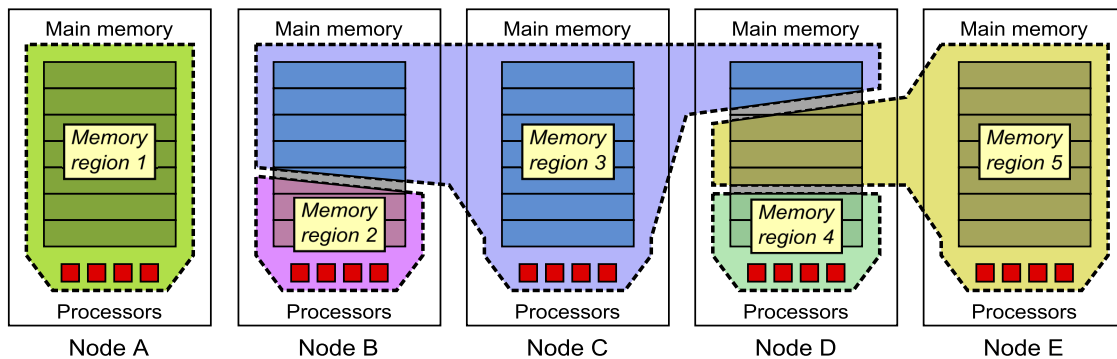 Main memory
Main memory
Main memory
Main memory
Main memory
Memory
region 1
Memory
region 2
Memory
region 3
Memory
region 4
Memory
region 5
Processors
Processors
Processors
Processors
Processors
Node A
Node B
Node C
Node D
Node E